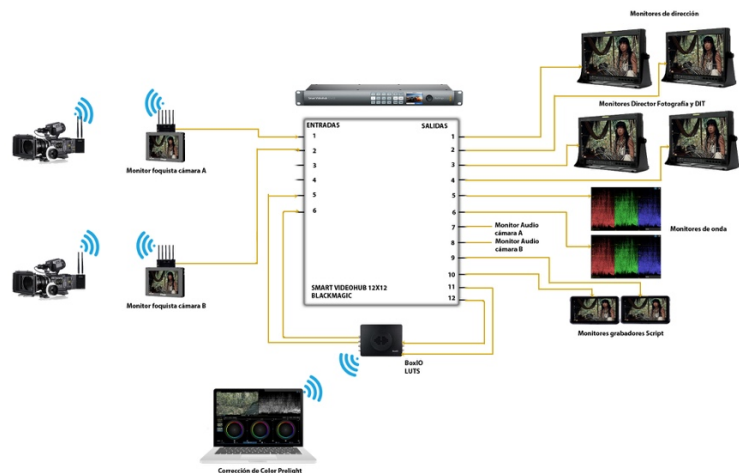 Monitores de dirección
ENTRADAS
SALIDAS
1
2
3
4
5
6
1
2
3
4
5
6
7
8
9
10
11
12
SMART VIDEOHUB 12X12
BLACKMAGIC
Monitor foquista cámara A
Monitor foquista cámara B
Monitores Director Fotografía y DIT
Monitores de onda
Monitor Audio
cámara A
Monitor Audio
cámara B
Monitores grabadores Script
BoxIO
LUTS
Corrección de Color Prelight